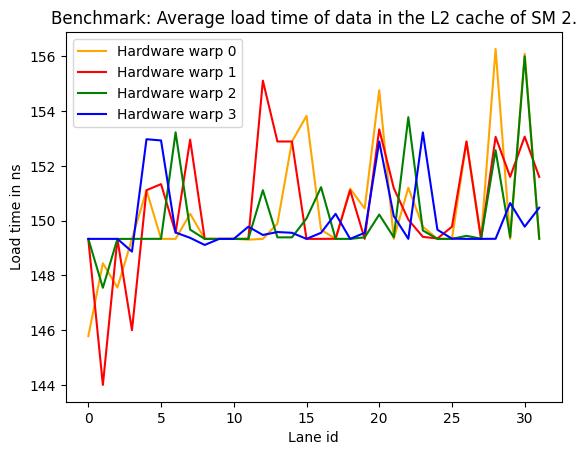 Benchmark: Average load time of data in the L2 cache of SM 2.
Hardware warp 0
Hardware warp 1
Hardware warp 2
Hardware warp 3
Load time in ns
156
154
152
150
148
146
144
0 5 10 15 20 25 30
Lane id